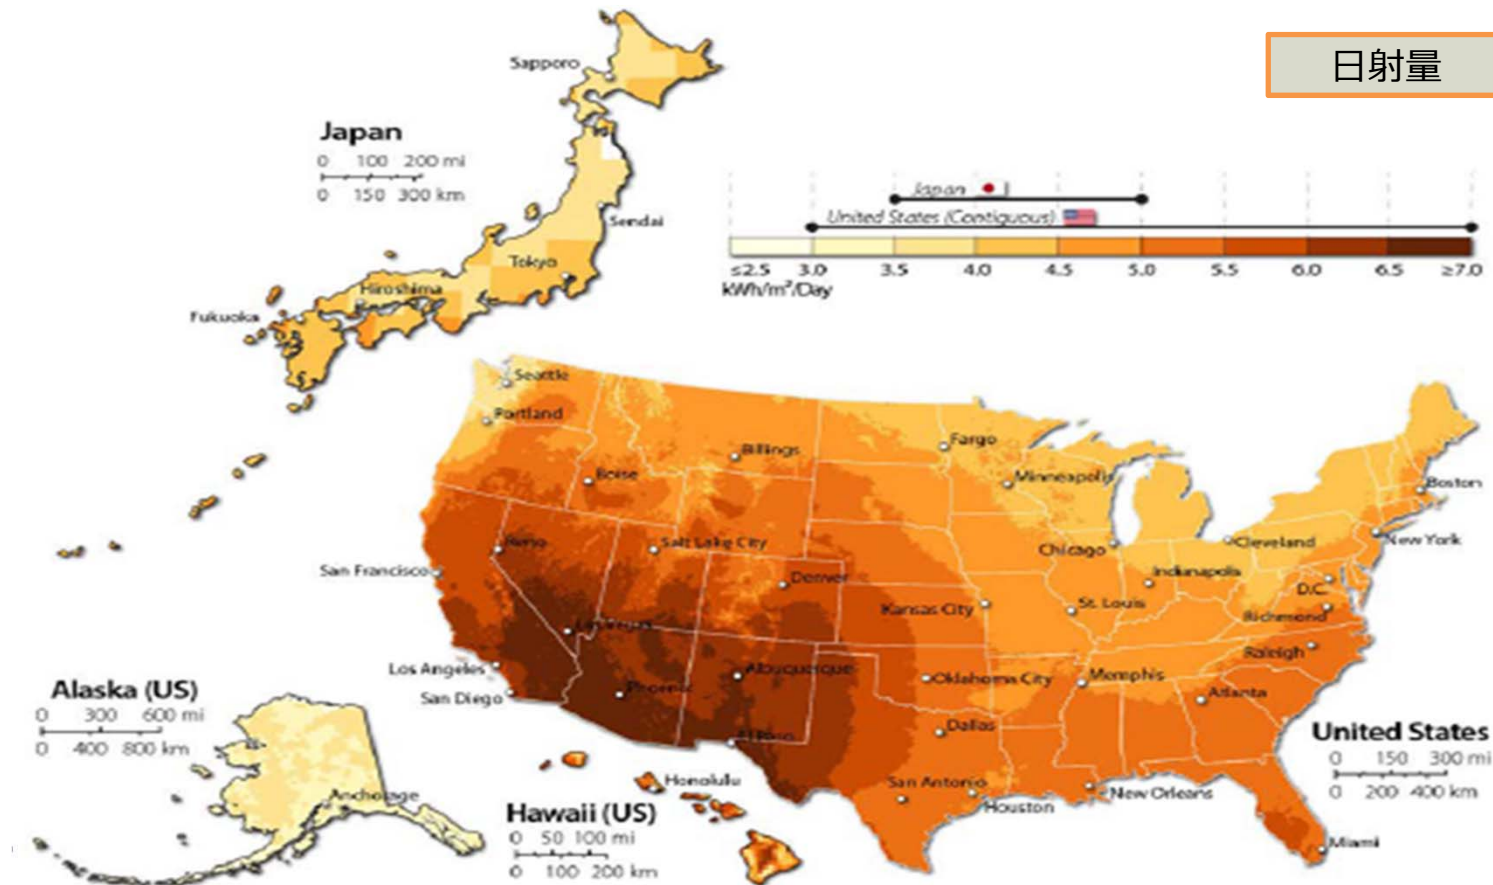 日射量
Sapporo
Japan
0 100 200 mi
0 150 300 km
Sendai
Tokyo
Hiroshima
Fukuoka
Japan
United States (Contiguous)
≤2.5 3.0 3.5 4.0 4.5 5.0 5.5 6.0 6.5 ≥7.0
kWh/m²/Day
Seattle
Portland
Billings
Fargo
Boise
Minneapolis
Boston
Reno
Salt Lake City
Chicago
Cleveland
New York
San Francisco
Denver
Indianapolis
D.C.
Kansas City
St. Louis
Richmond
Las Vegas
Raleigh
Los Angeles
Albuquerque
Oklahoma City
Memphis
San Diego
Phoenix
Atlanta
Alaska (US)
0 300 600 mi
0 400 800 km
Dallas
El Paso
United States
0 150 300 mi
0 200 400 km
Honolulu
San Antonio
Houston
New Orleans
Anchorage
Hawaii (US)
0 50 100 mi
0 100 200 km
Miami